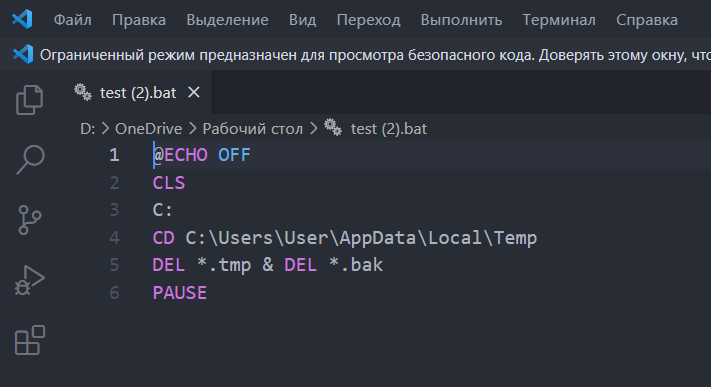 Файл Правка Выделение Вид Переход Выполнить Терминал Справка
Ограниченный режим предназначен для просмотра безопасного кода. Доверять этому окну, что
test (2).bat
D: > OneDrive > Рабочий стол > test (2).bat
1 @ECHO OFF
2 CLS
3 C:
4 CD C:\Users\User\AppData\Local\Temp
5 DEL *.tmp & DEL *.bak
6 PAUSE